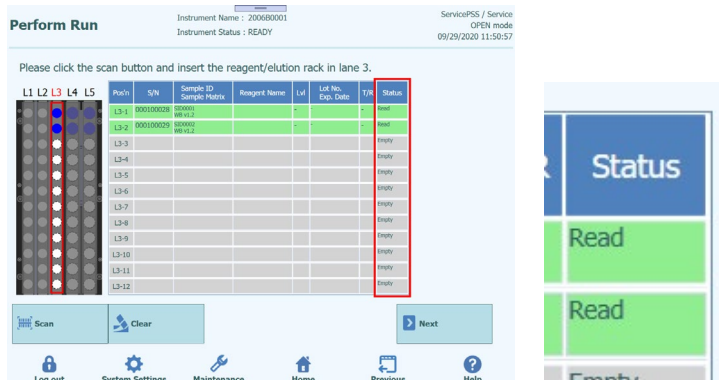 Perform Run
Instrument Name : 2006B0001
Instrument Status : READY
ServicePSS / Service
OPEN mode
09/29/2020 11:50:57
Please click the scan button and insert the reagent/elution rack in lane 3.
L1 L2 L3 L4 L5
Pos'n S/N Sample ID Sample Matrix Reagent Name Lvl Lot No. Exp. Date T/R Status
L3-1 000100028 SID0001 WB V1.2 - - Read
L3-2 000100029 SID0002 WB V1.2 - - Read
L3-3 Empty
L3-4 Empty
L3-5 Empty
L3-6 Empty
L3-7 Empty
L3-8 Empty
L3-9 Empty
L3-10 Empty
L3-11 Empty
L3-12 Empty
Scan Clear Next
Log out System Settings Maintenance Home Previous Help
R Status
Read
Read
Empty